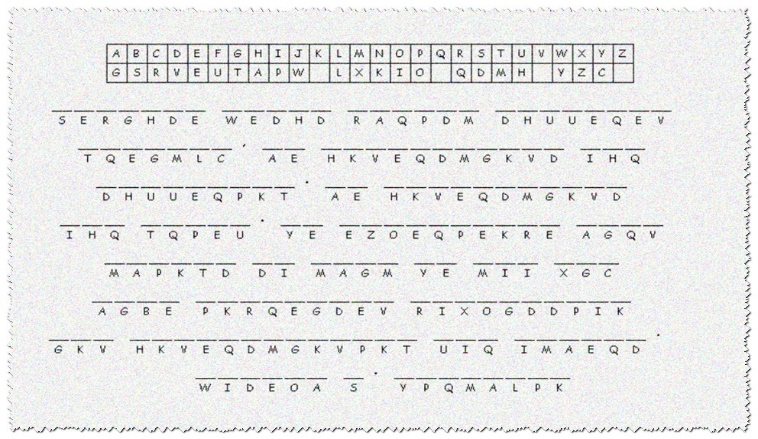 A B C D E F G H I J K L M N O P Q R S T U V W X Y Z
G S R V E U T A P W L X K I O Q D M H Y Z C
S E R G H D E W E D H D R A Q P D M D H U U E Q E V
T Q E G M L C , A E H K V E Q D M G K V D I H Q
D H U U E Q P K T . A E H K V E Q D M G K V D
I H Q T Q P E U . Y E E Z O E Q P E K R E A G Q V
M A P K T D D I M A G M Y E M I I X G C
A G B E P K R Q E G D E V R I X O G D D P I K
G K V H K V E Q D M G K V P K T U I Q I M A E Q D .
W I D E O A S . Y P Q M A L P K